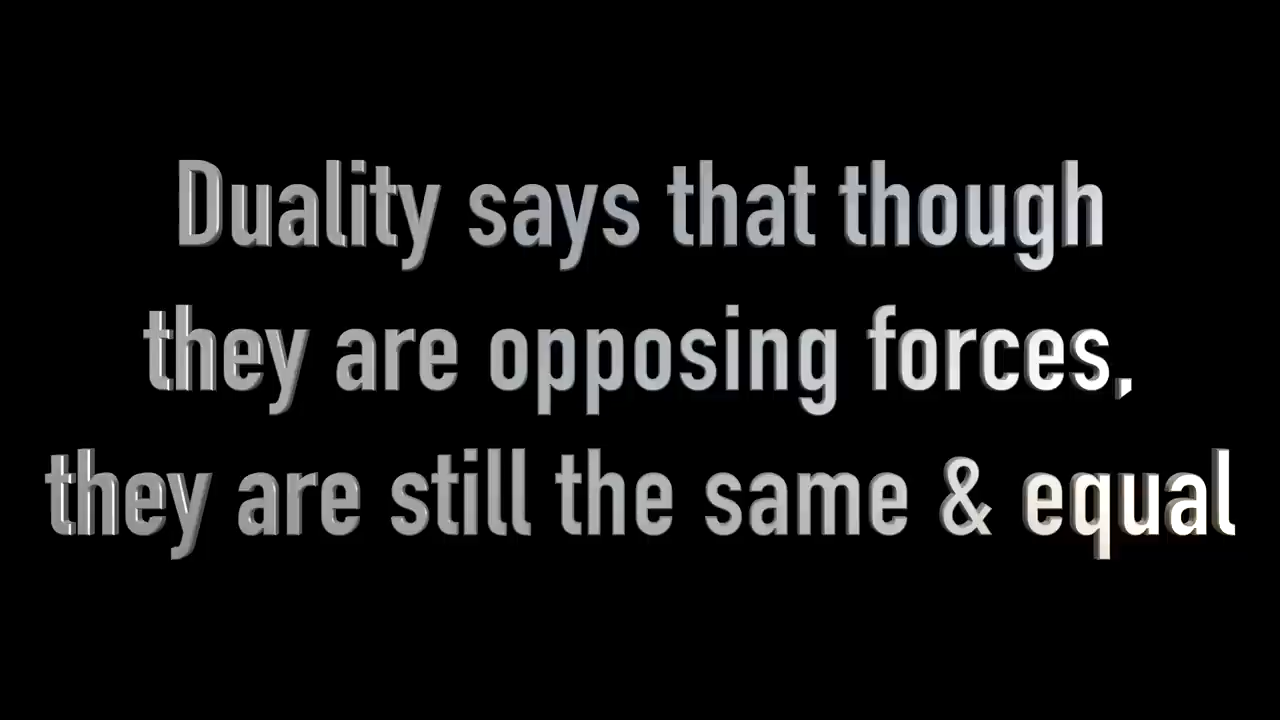 Duality says that though
they are opposing forces,
they are still the same & equal